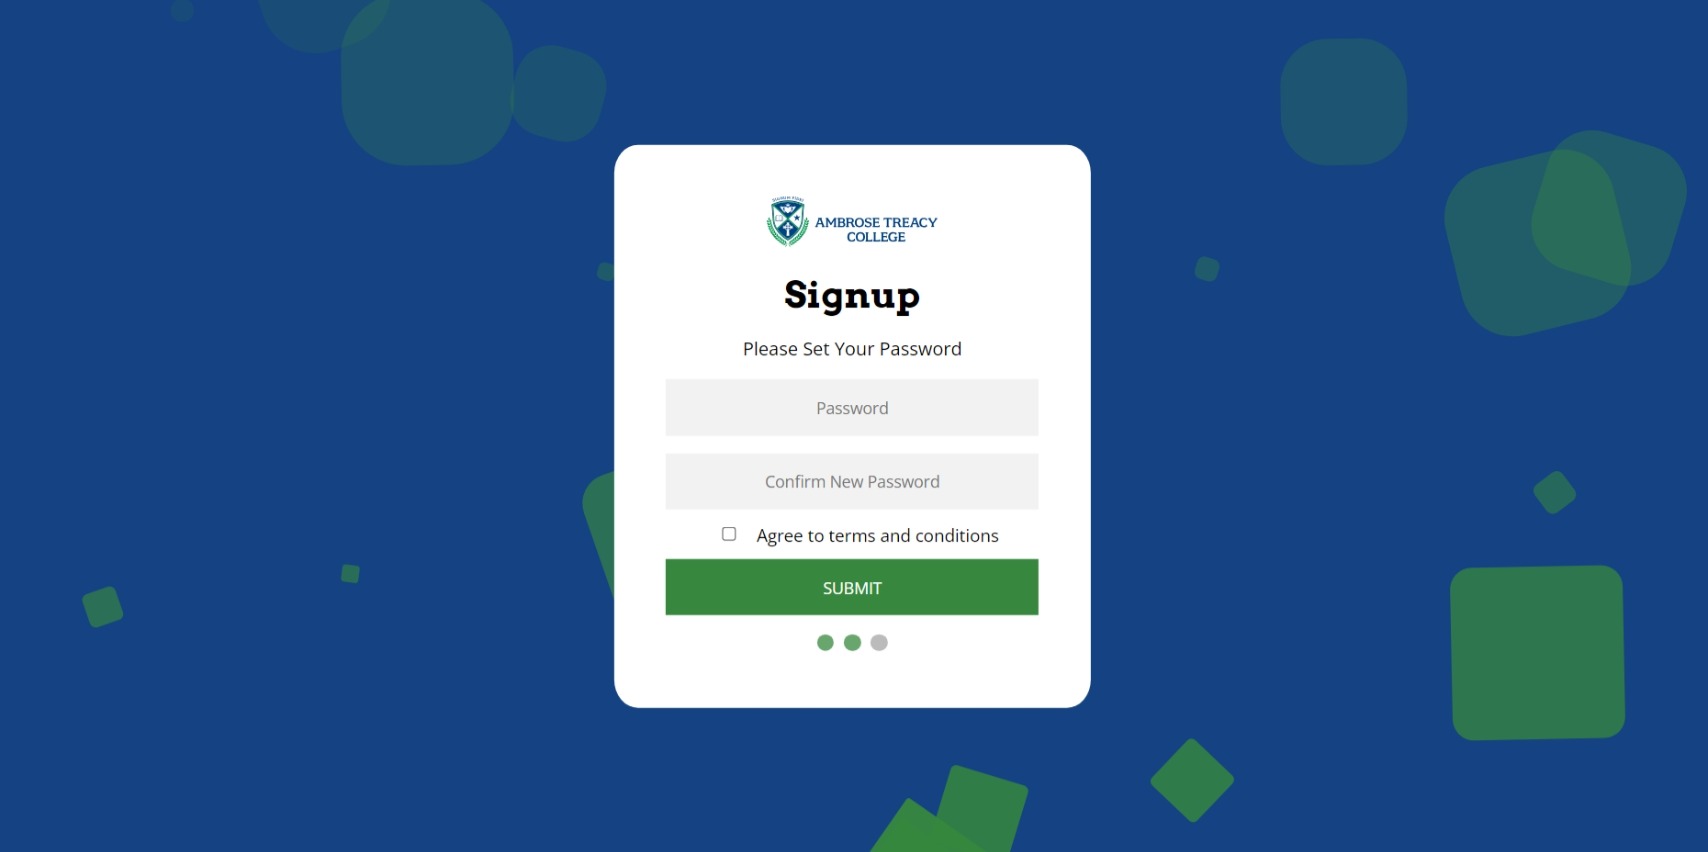 AMBROSE TREACY
COLLEGE
Signup
Please Set Your Password
Password
Confirm New Password
Agree to terms and conditions
SUBMIT